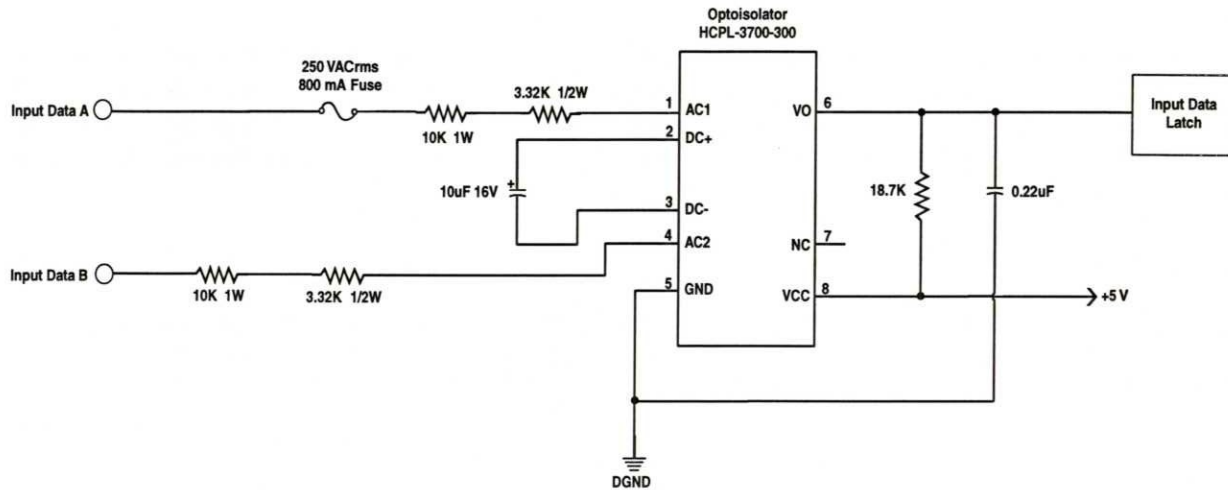 Optoisolator
HCPL-3700-300
250 VACrms
800 mA Fuse
3.32K 1/2W
Input Data A
10K 1W
1
AC1
VO
6
Input Data
Latch
2
DC+
10uF 16V
+
18.7K
0.22uF
3
DC-
4
AC2
NC
7
Input Data B
10K 1W
3.32K 1/2W
5
GND
VCC
8
+5 V
DGND